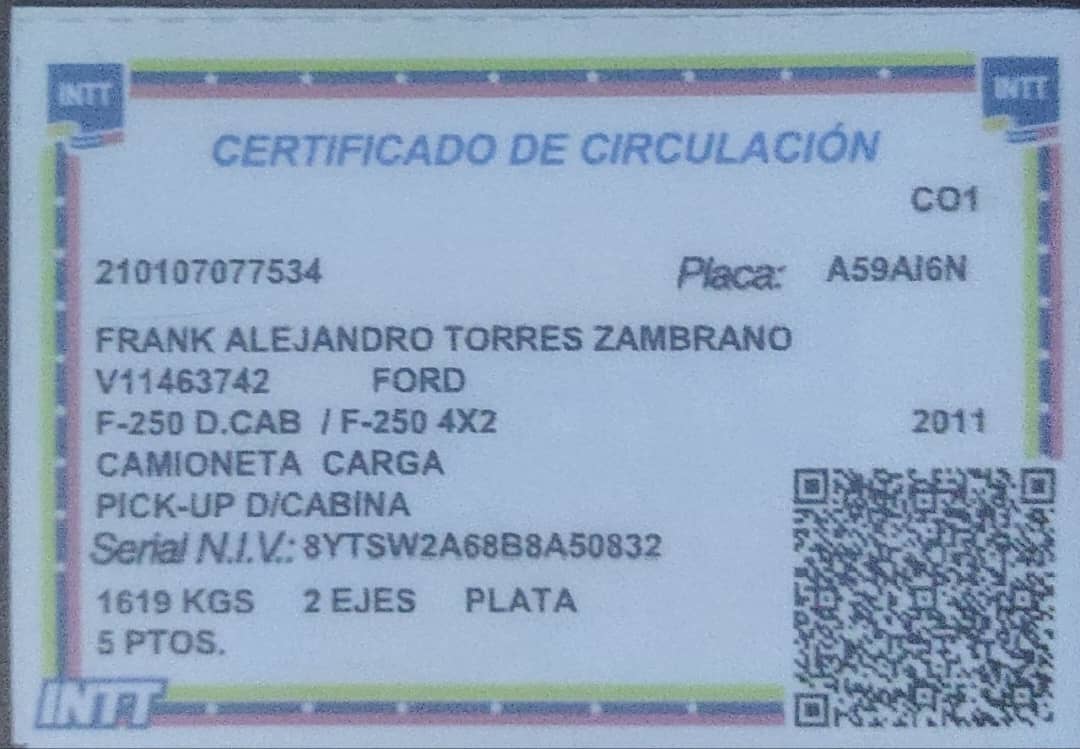 INTT INTT
CERTIFICADO DE CIRCULACIÓN
CO1
210107077534 Placa: A59AI6N
FRANK ALEJANDRO TORRES ZAMBRANO
V11463742 FORD
F-250 D.CAB / F-250 4X2 2011
CAMIONETA CARGA
PICK-UP D/CABINA
Serial N.I.V.: 8YTSW2A68B8A50832
1619 KGS 2 EJES PLATA
5 PTOS.
INTT